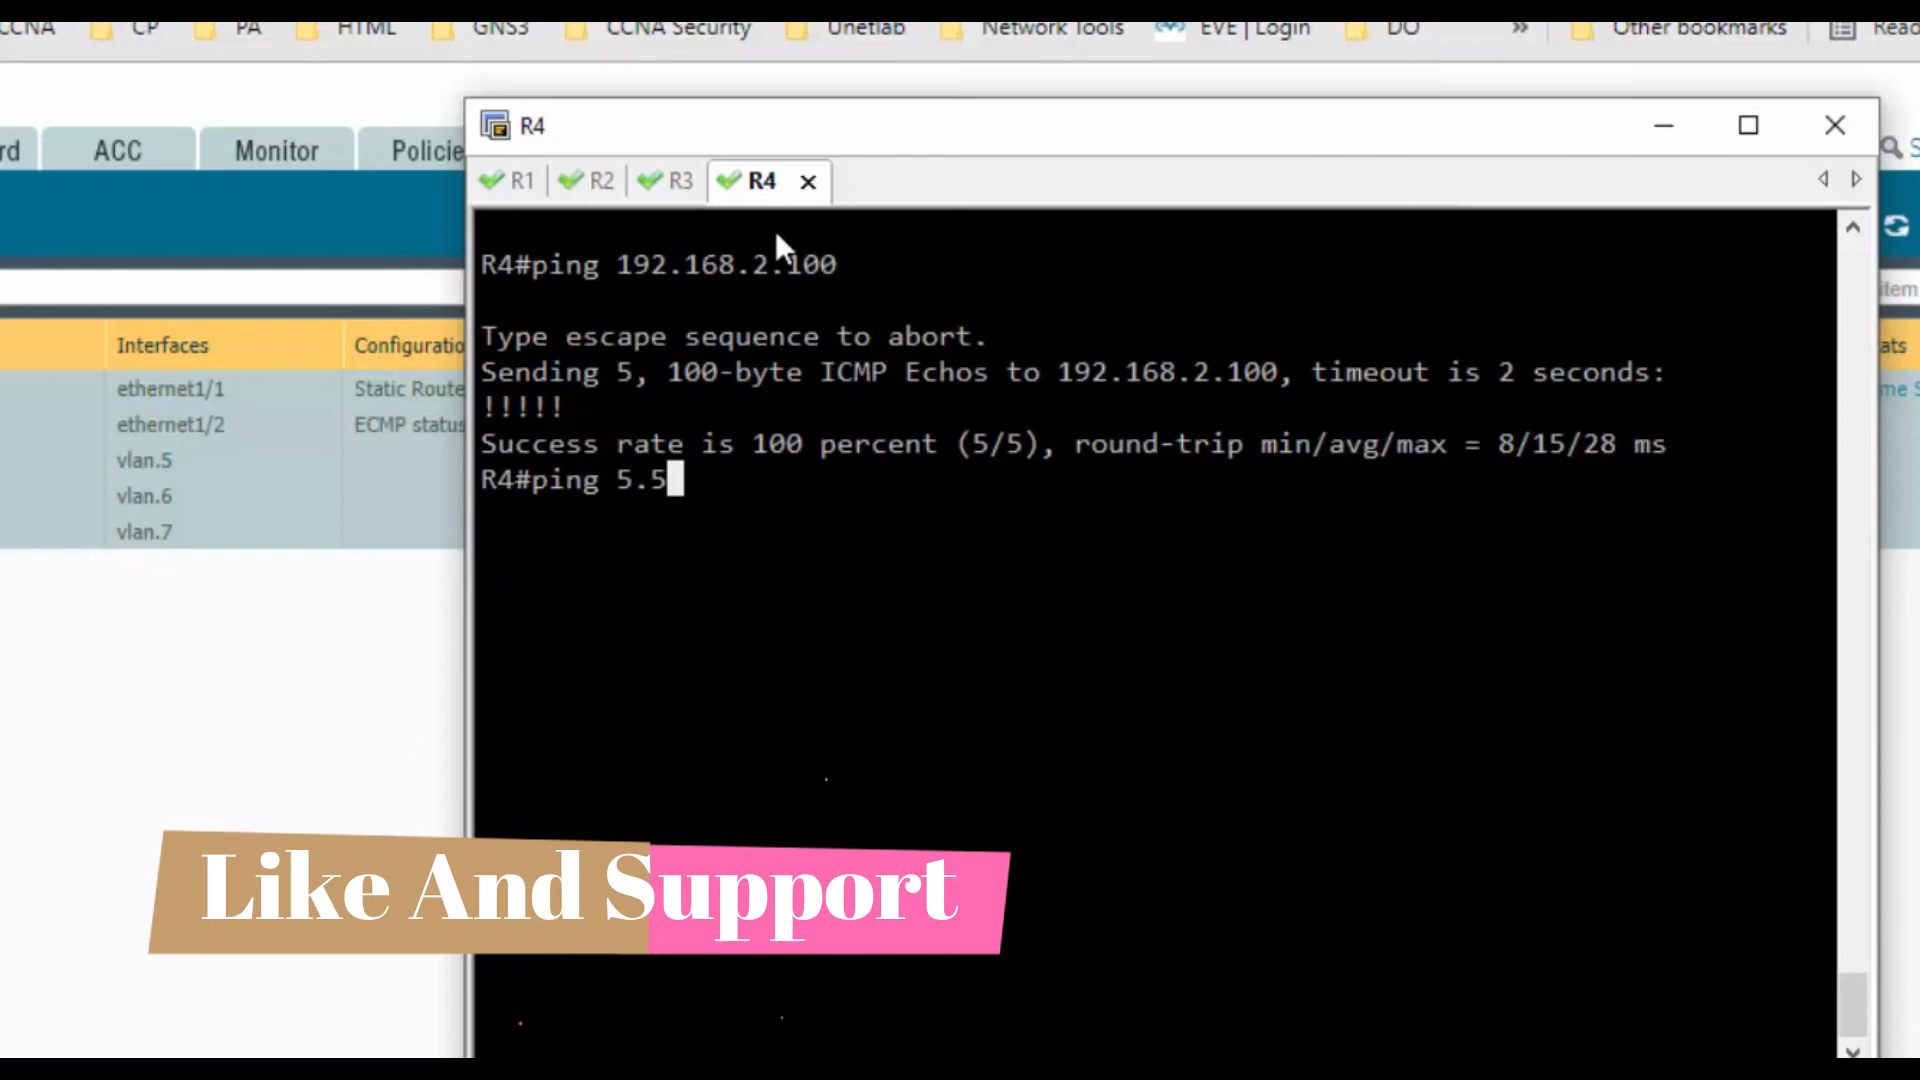 CCNA CP PA HTML GNS3 CCNA Security Unetlab Network Tools EVE | Login DO » Other bookmarks
R4
ACC Monitor
R1 R2 R3 R4
R4#ping 192.168.2.100
Type escape sequence to abort.
Sending 5, 100-byte ICMP Echos to 192.168.2.100, timeout is 2 seconds:
!!!!!
Success rate is 100 percent (5/5), round-trip min/avg/max = 8/15/28 ms
R4#ping 5.5
Interfaces
ethernet1/1 Static Route
ethernet1/2 ECMP status
vlan.5
vlan.6
vlan.7
Like And Support